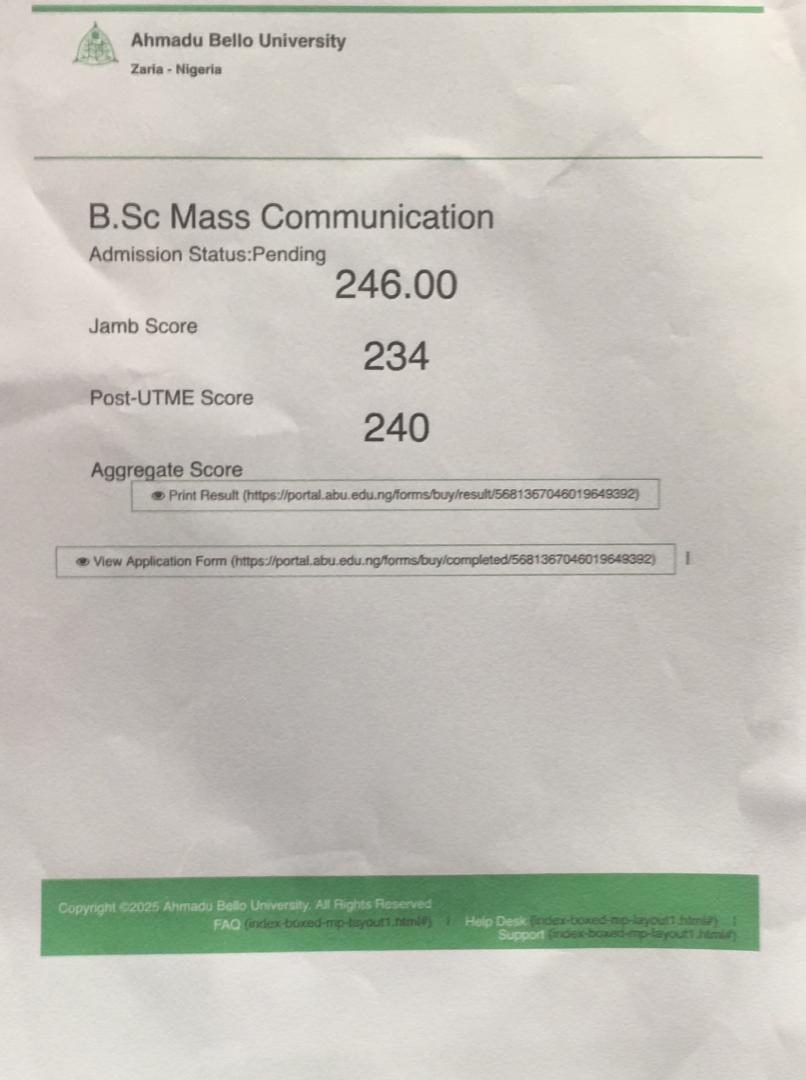 Ahmadu Bello University
Zaria - Nigeria
B.Sc Mass Communication
Admission Status:Pending
246.00
Jamb Score
234
Post-UTME Score
240
Aggregate Score
Print Result (https://portal.abu.edu.ng/forms/buy/result/5681367046019649392)
View Application Form (https://portal.abu.edu.ng/forms/buy/completed/5681367046019649392) |
Copyright ©2025 Ahmadu Bello University. All Rights Reserved
FAQ (index-boxed-mp-layout1.html#) | Help Desk (index-boxed-mp-layout1.html#) |
Support (index-boxed-mp-layout1.html#)